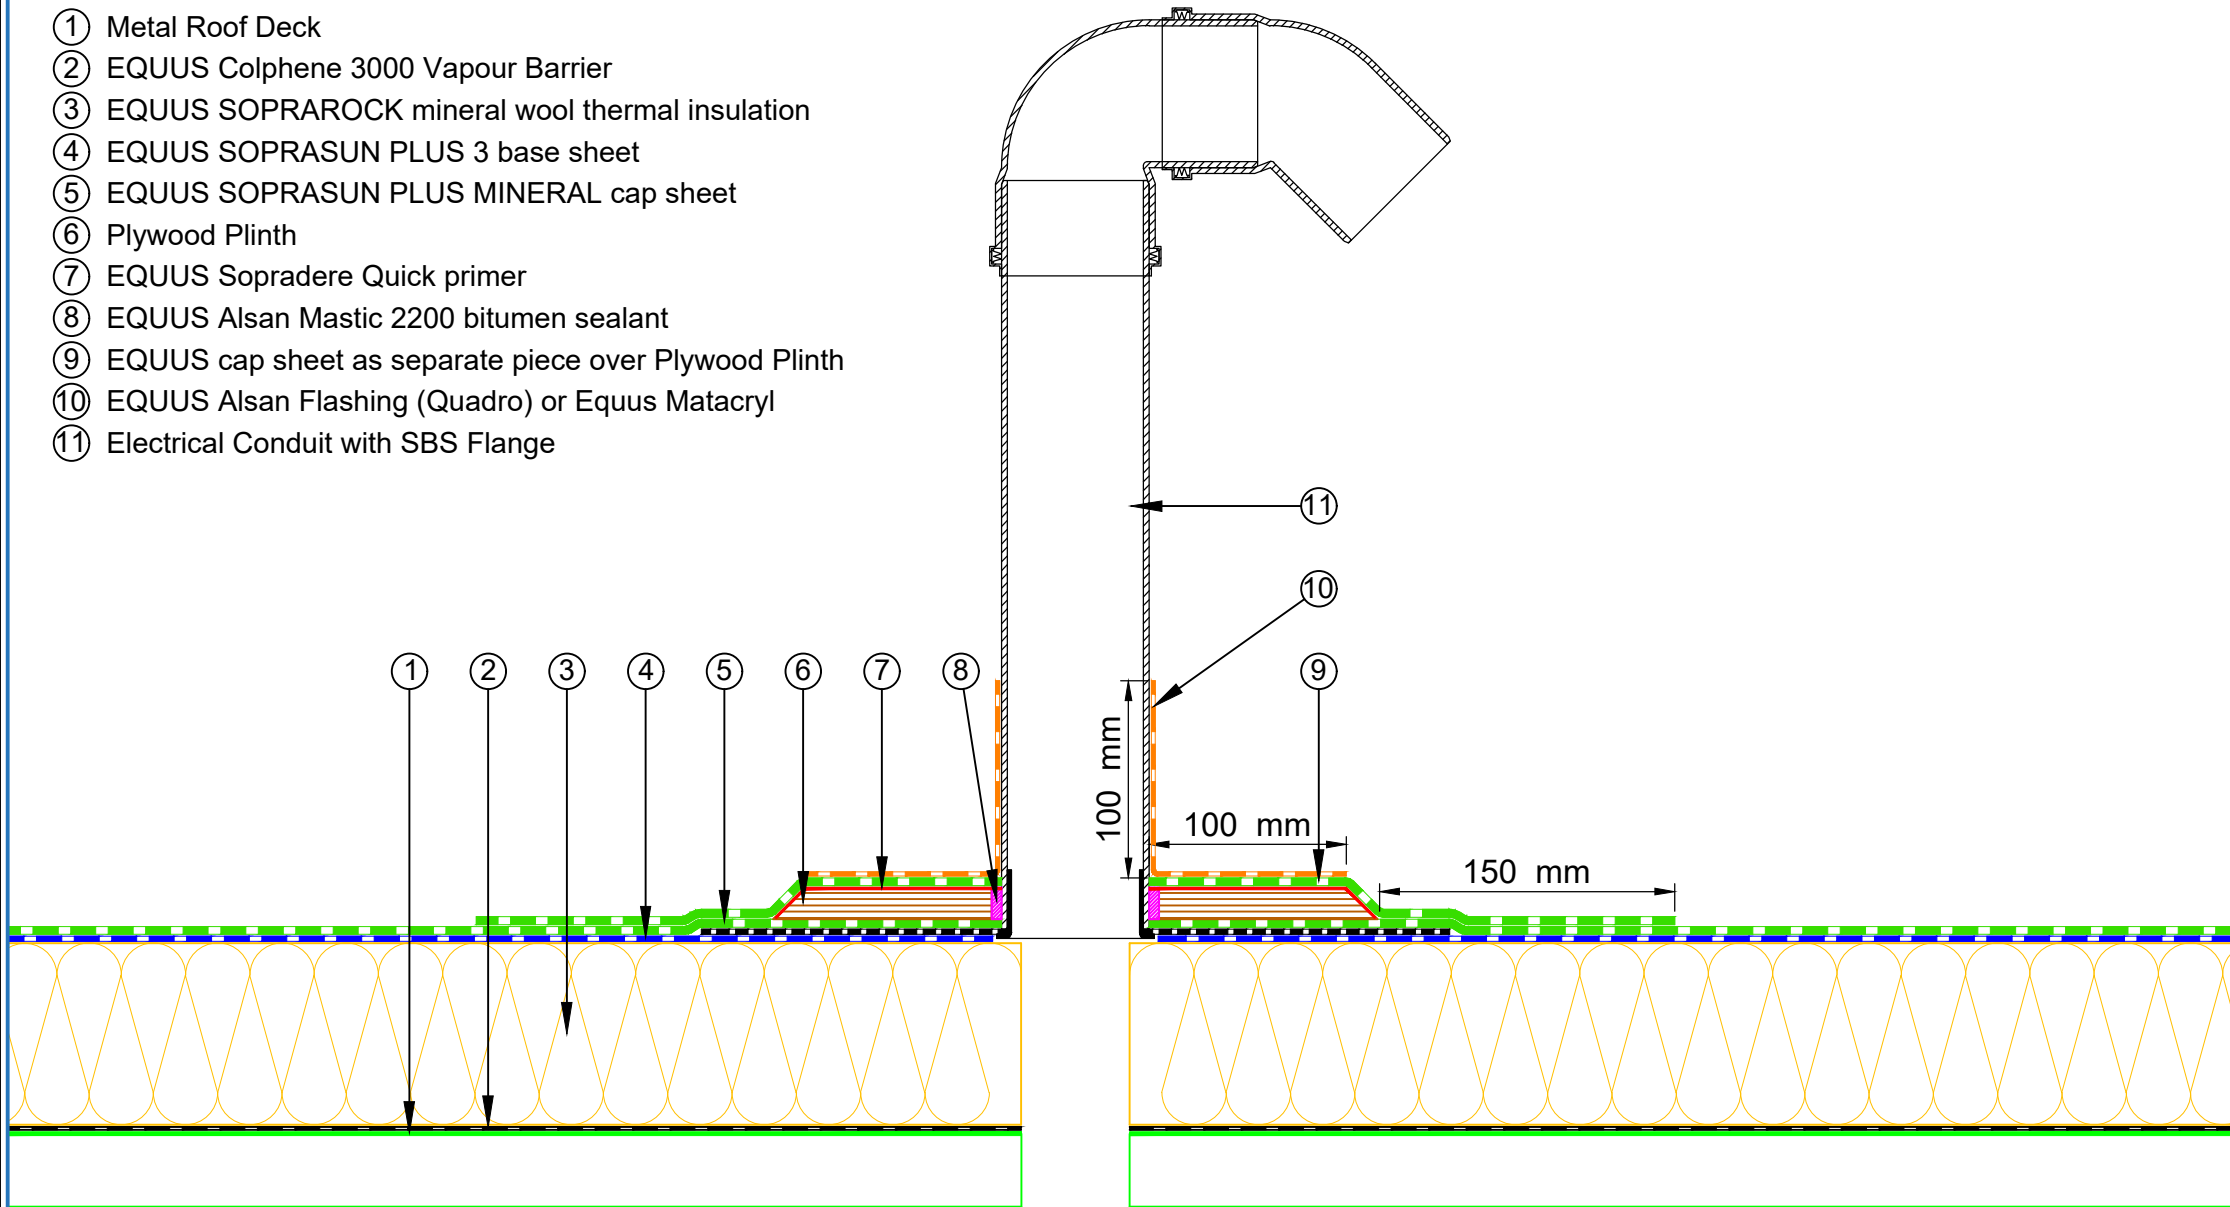 1 Metal Roof Deck
2 EQUUS Colphene 3000 Vapour Barrier
3 EQUUS SOPRAROCK mineral wool thermal insulation
4 EQUUS SOPRASUN PLUS 3 base sheet
5 EQUUS SOPRASUN PLUS MINERAL cap sheet
6 Plywood Plinth
7 EQUUS Sopradere Quick primer
8 EQUUS Alsan Mastic 2200 bitumen sealant
9 EQUUS cap sheet as separate piece over Plywood Plinth
10 EQUUS Alsan Flashing (Quadro) or Equus Matacryl
11 Electrical Conduit with SBS Flange
11
10
1 2 3 4 5 6 7 8 9
100 mm
100 mm
150 mm